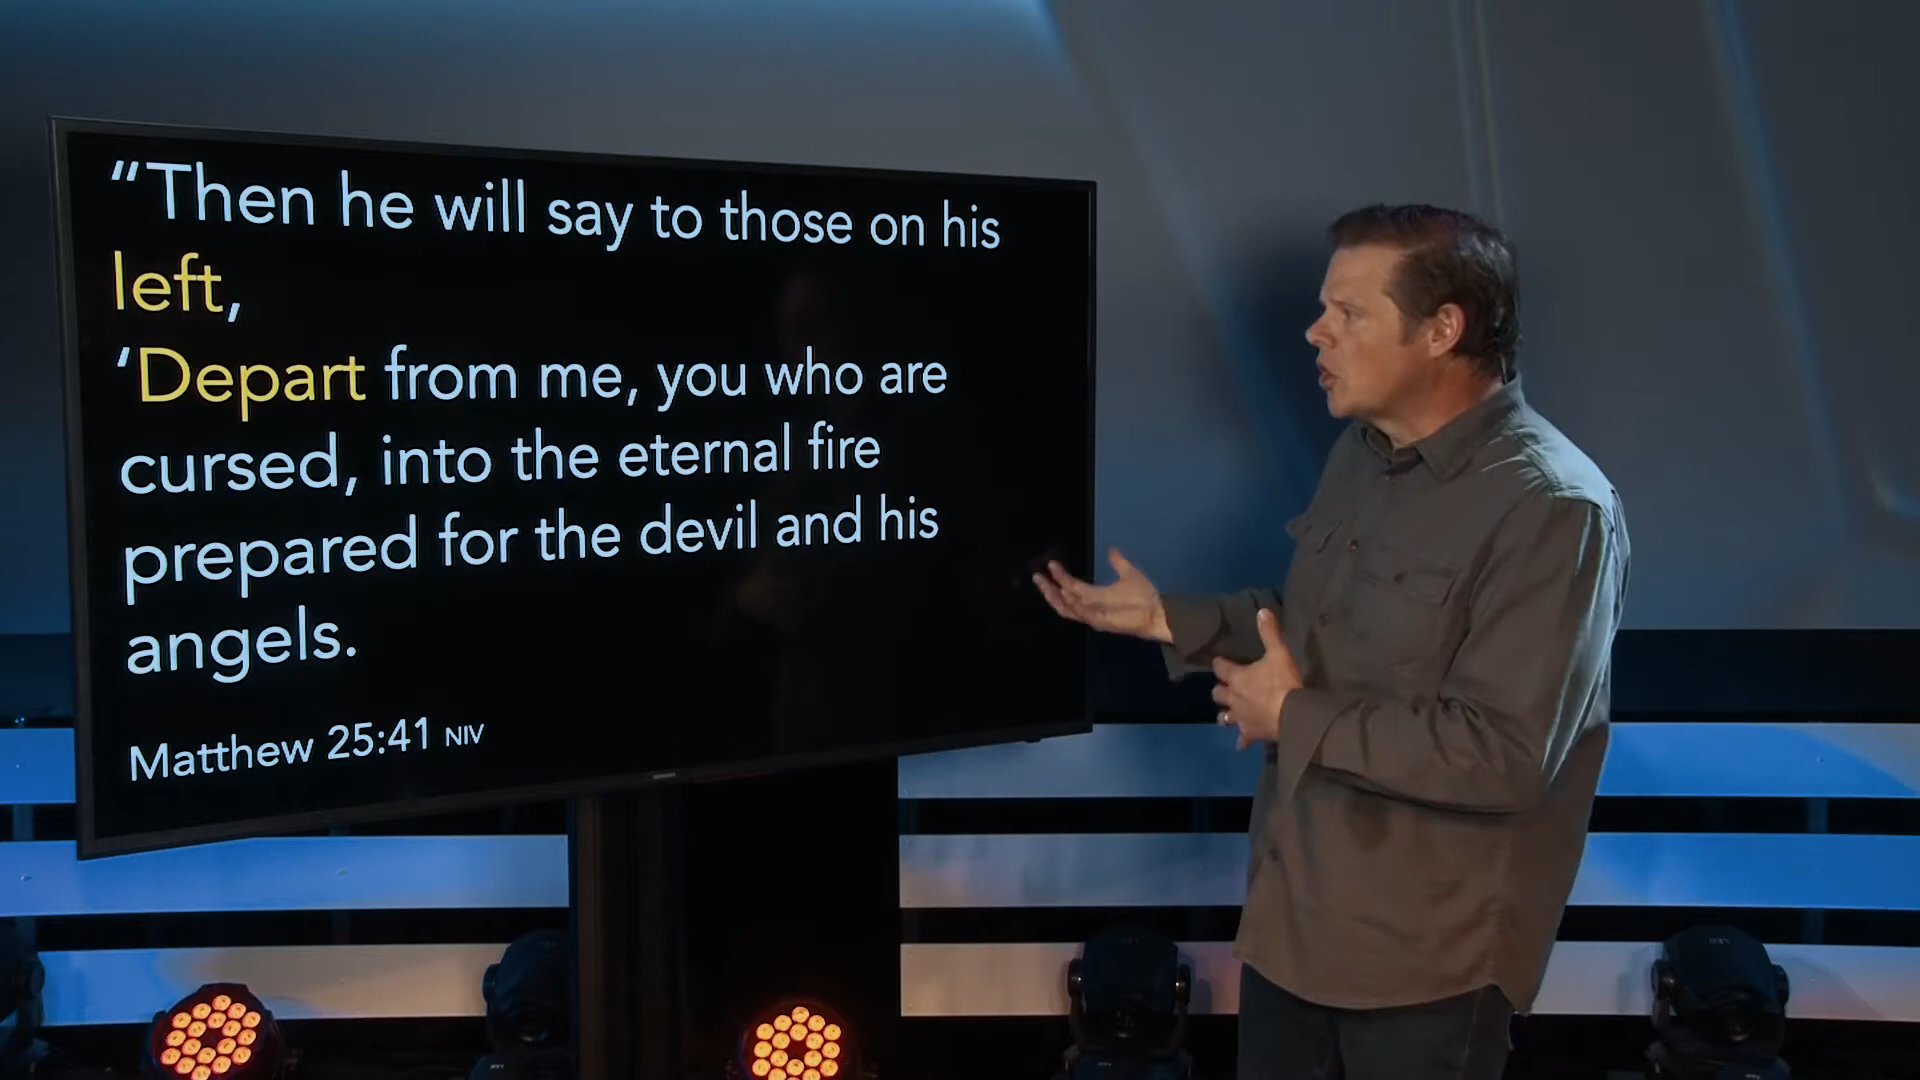 “Then he will say to those on his
left,
‘Depart from me, you who are
cursed, into the eternal fire
prepared for the devil and his
angels.
Matthew 25:41 NIV